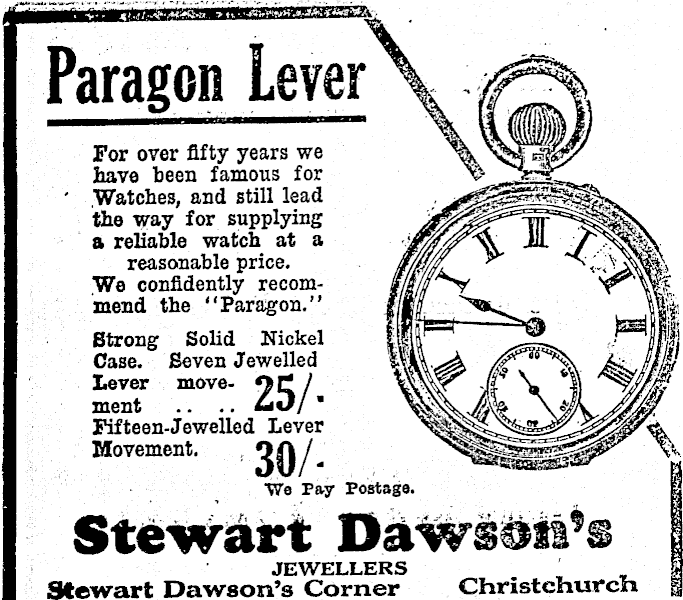 Paragon Lever
For over fifty years we
have been famous for
Watches, and still lead
the way for supplying
a reliable watch at a
reasonable price.
We confidently recom-
mend the "Paragon."
Strong Solid Nickel
Case. Seven Jewelled
Lever move-
ment .. .. 25/-
Fifteen-Jewelled Lever
Movement. 30/-
We Pay Postage.
Stewart Dawson's
JEWELLERS
Stewart Dawson's Corner Christchurch